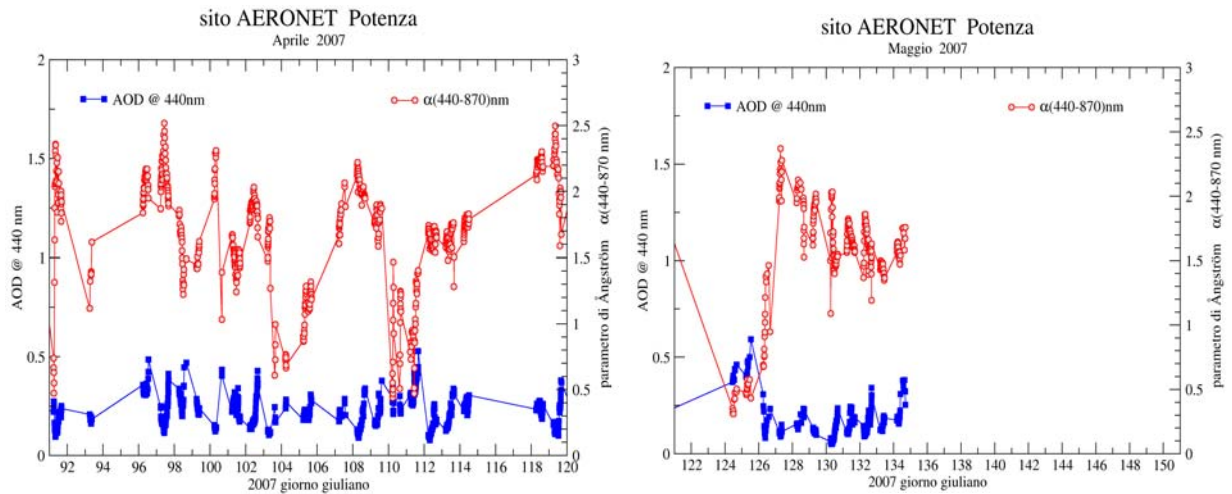 sito AERONET Potenza
Aprile 2007
2
1.5
1
0.5
0
AOD @ 440 nm
AOD @ 440nm
α(440-870)nm
3
2.5
2
1.5
1
0.5
0
parametro di Ångström α(440-870 nm)
92 94 96 98 100 102 104 106 108 110 112 114 116 118 120
2007 giorno giuliano
sito AERONET Potenza
Maggio 2007
2
1.5
1
0.5
0
AOD @ 440 nm
AOD @ 440nm
α(440-870)nm
3
2.5
2
1.5
1
0.5
0
parametro di Ångström α(440-870 nm)
122 124 126 128 130 132 134 136 138 140 142 144 146 148 150
2007 giorno giuliano